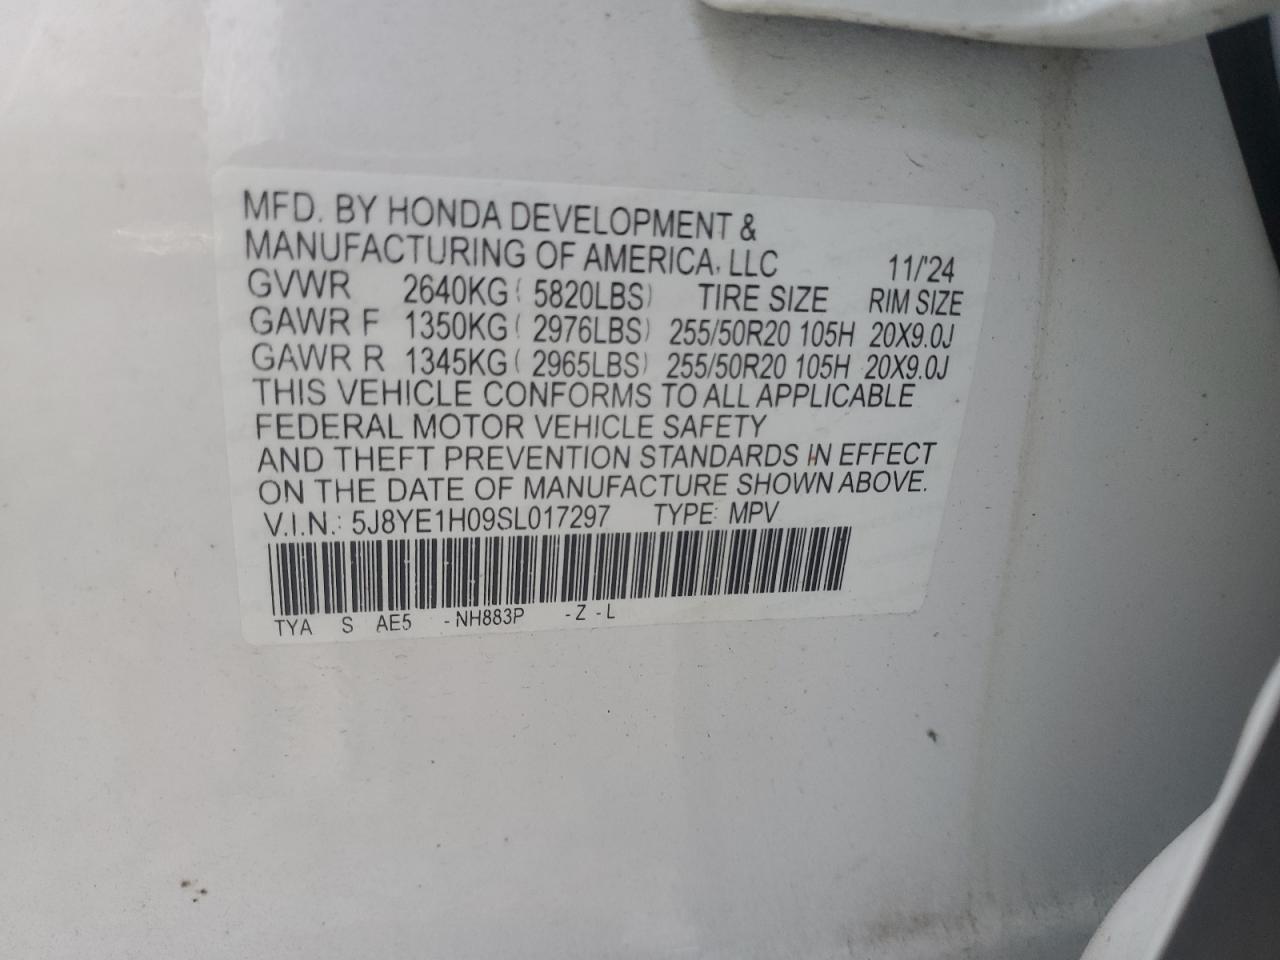 MFD. BY HONDA DEVELOPMENT &
MANUFACTURING OF AMERICA, LLC 11/'24
GVWR 2640KG( 5820LBS) TIRE SIZE RIM SIZE
GAWR F 1350KG( 2976LBS) 255/50R20 105H 20X9.0J
GAWR R 1345KG( 2965LBS) 255/50R20 105H 20X9.0J
THIS VEHICLE CONFORMS TO ALL APPLICABLE
FEDERAL MOTOR VEHICLE SAFETY
AND THEFT PREVENTION STANDARDS IN EFFECT
ON THE DATE OF MANUFACTURE SHOWN ABOVE.
V.I.N.: 5J8YE1H09SL017297 TYPE: MPV
TYA S AE5 -NH883P -Z -L